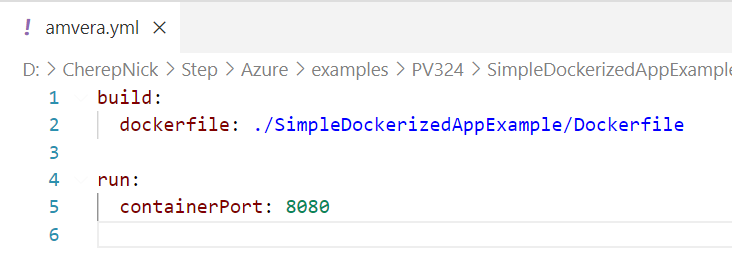 ! amvera.yml ×
D: > CherepNick > Step > Azure > examples > PV324 > SimpleDockerizedAppExample
1 build:
2 dockerfile: ./SimpleDockerizedAppExample/Dockerfile
3
4 run:
5 containerPort: 8080
6